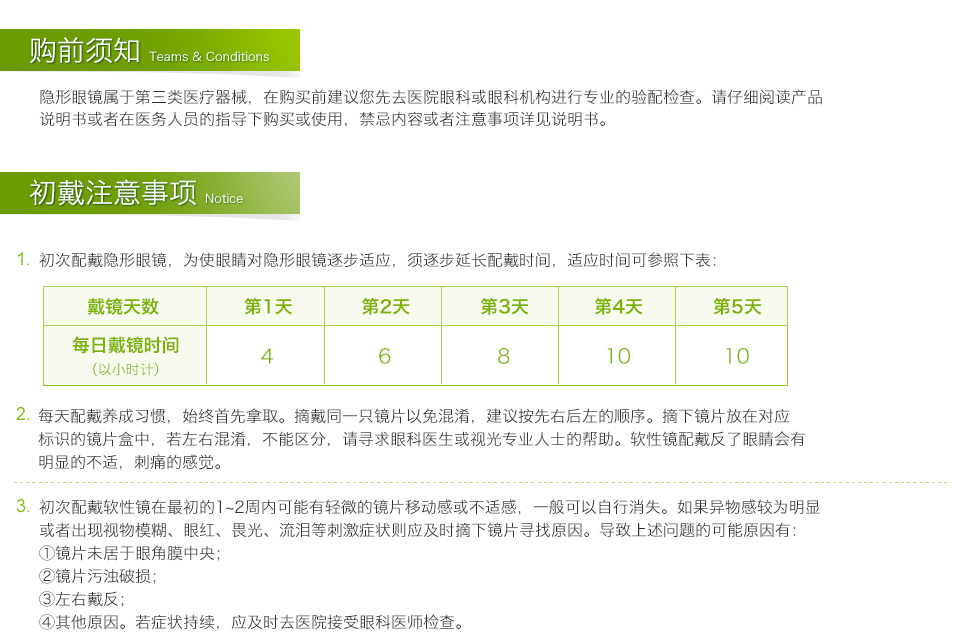 购前须知 Teams & Conditions
隐形眼镜属于第三类医疗器械，在购买前建议您先去医院眼科或眼科机构进行专业的验配检查。请仔细阅读产品
说明书或者在医务人员的指导下购买或使用，禁忌内容或者注意事项详见说明书。
初戴注意事项 Notice
1. 初次配戴隐形眼镜，为使眼睛对隐形眼镜逐步适应，须逐步延长配戴时间，适应时间可参照下表：
戴镜天数 第1天 第2天 第3天 第4天 第5天
每日戴镜时间 4 6 8 10 10
（以小时计）
2. 每天配戴养成习惯，始终首先拿取。摘戴同一只镜片以免混淆，建议按先右后左的顺序。摘下镜片放在对应
标识的镜片盒中，若左右混淆，不能区分，请寻求眼科医生或视光专业人士的帮助。软性镜配戴反了眼睛会有
明显的不适，刺痛的感觉。
3. 初次配戴软性镜在最初的1~2周内可能有轻微的镜片移动感或不适感，一般可以自行消失。如果异物感较为明显
或者出现视物模糊、眼红、畏光、流泪等刺激症状则应及时摘下镜片寻找原因。导致上述问题的可能原因有：
①镜片未居于眼角膜中央；
②镜片污浊破损；
③左右戴反；
④其他原因。若症状持续，应及时去医院接受眼科医师检查。